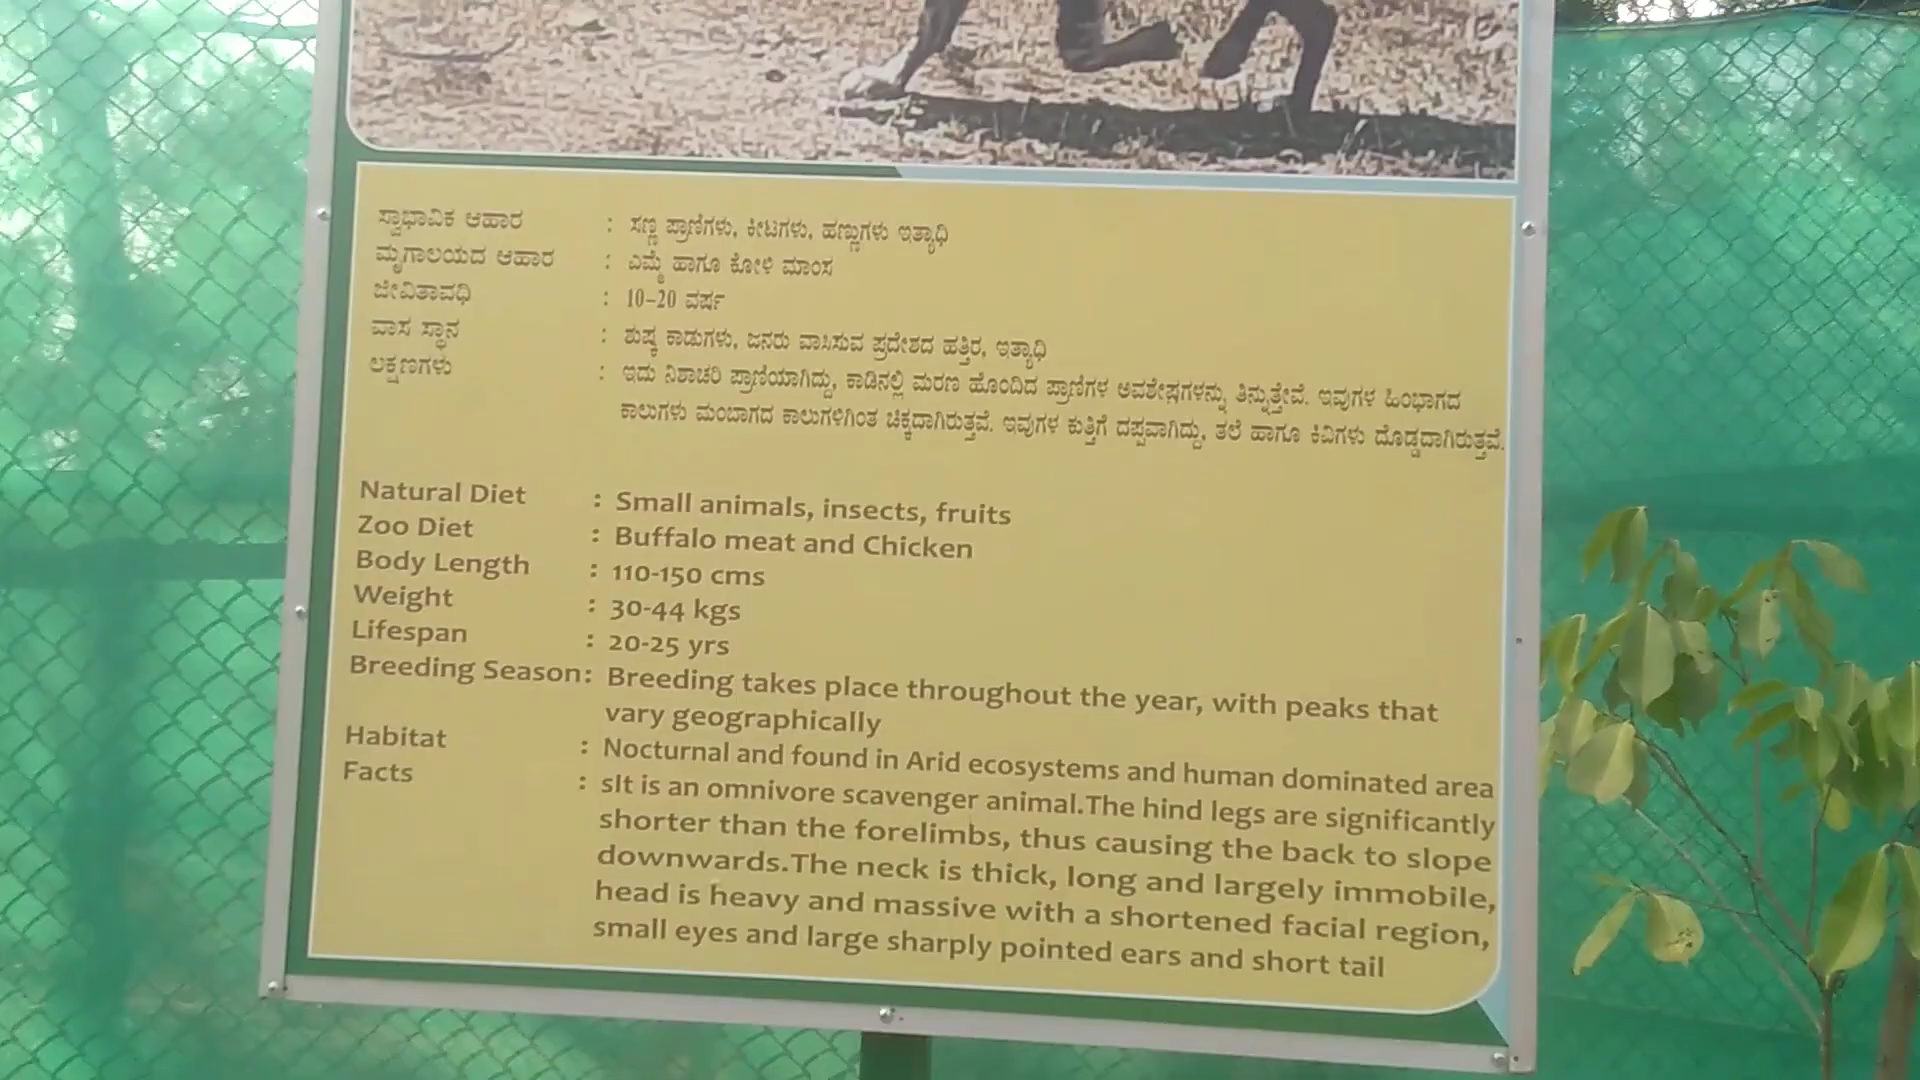 ಸ್ವಾಭಾವಿಕ ಆಹಾರ : ಸಣ್ಣ ಪ್ರಾಣಿಗಳು, ಕೀಟಗಳು, ಹಣ್ಣುಗಳು ಇತ್ಯಾಧಿ
ಮೃಗಾಲಯದ ಆಹಾರ : ಎಮ್ಮೆ ಹಾಗೂ ಕೋಳಿ ಮಾಂಸ
ಜೀವಿತಾವಧಿ : 10-20 ವರ್ಷ
ವಾಸ ಸ್ಥಾನ : ಶುಷ್ಕ ಕಾಡುಗಳು, ಜನರು ವಾಸಿಸುವ ಪ್ರದೇಶದ ಹತ್ತಿರ, ಇತ್ಯಾಧಿ
ಲಕ್ಷಣಗಳು : ಇದು ನಿಶಾಚರಿ ಪ್ರಾಣಿಯಾಗಿದ್ದು, ಕಾಡಿನಲ್ಲಿ ಮರಣ ಹೊಂದಿದ ಪ್ರಾಣಿಗಳ ಅವಶೇಷಗಳನ್ನು ತಿನ್ನುತ್ತೇವೆ. ಇವುಗಳ ಹಿಂಭಾಗದ
ಕಾಲುಗಳು ಮಂಬಾಗದ ಕಾಲುಗಳಿಗಿಂತ ಚಿಕ್ಕದಾಗಿರುತ್ತವೆ. ಇವುಗಳ ಕುತ್ತಿಗೆ ದಪ್ಪವಾಗಿದ್ದು, ತಲೆ ಹಾಗೂ ಕಿವಿಗಳು ದೊಡ್ಡದಾಗಿರುತ್ತವೆ.
Natural Diet : Small animals, insects, fruits
Zoo Diet : Buffalo meat and Chicken
Body Length : 110-150 cms
Weight : 30-44 kgs
Lifespan : 20-25 yrs
Breeding Season: Breeding takes place throughout the year, with peaks that
vary geographically
Habitat : Nocturnal and found in Arid ecosystems and human dominated area
Facts : sIt is an omnivore scavenger animal.The hind legs are significantly
shorter than the forelimbs, thus causing the back to slope
downwards.The neck is thick, long and largely immobile,
head is heavy and massive with a shortened facial region,
small eyes and large sharply pointed ears and short tail